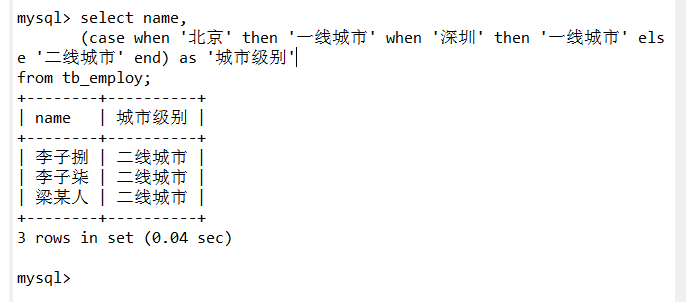 mysql> select name,
       (case when '北京' then '一线城市' when '深圳' then '一线城市' els
e '二线城市' end) as '城市级别'
from tb_employ;
+--------+----------+
| name   | 城市级别 |
+--------+----------+
| 李子捌 | 二线城市 |
| 李子柒 | 二线城市 |
| 梁某人 | 二线城市 |
+--------+----------+
3 rows in set (0.04 sec)
mysql>